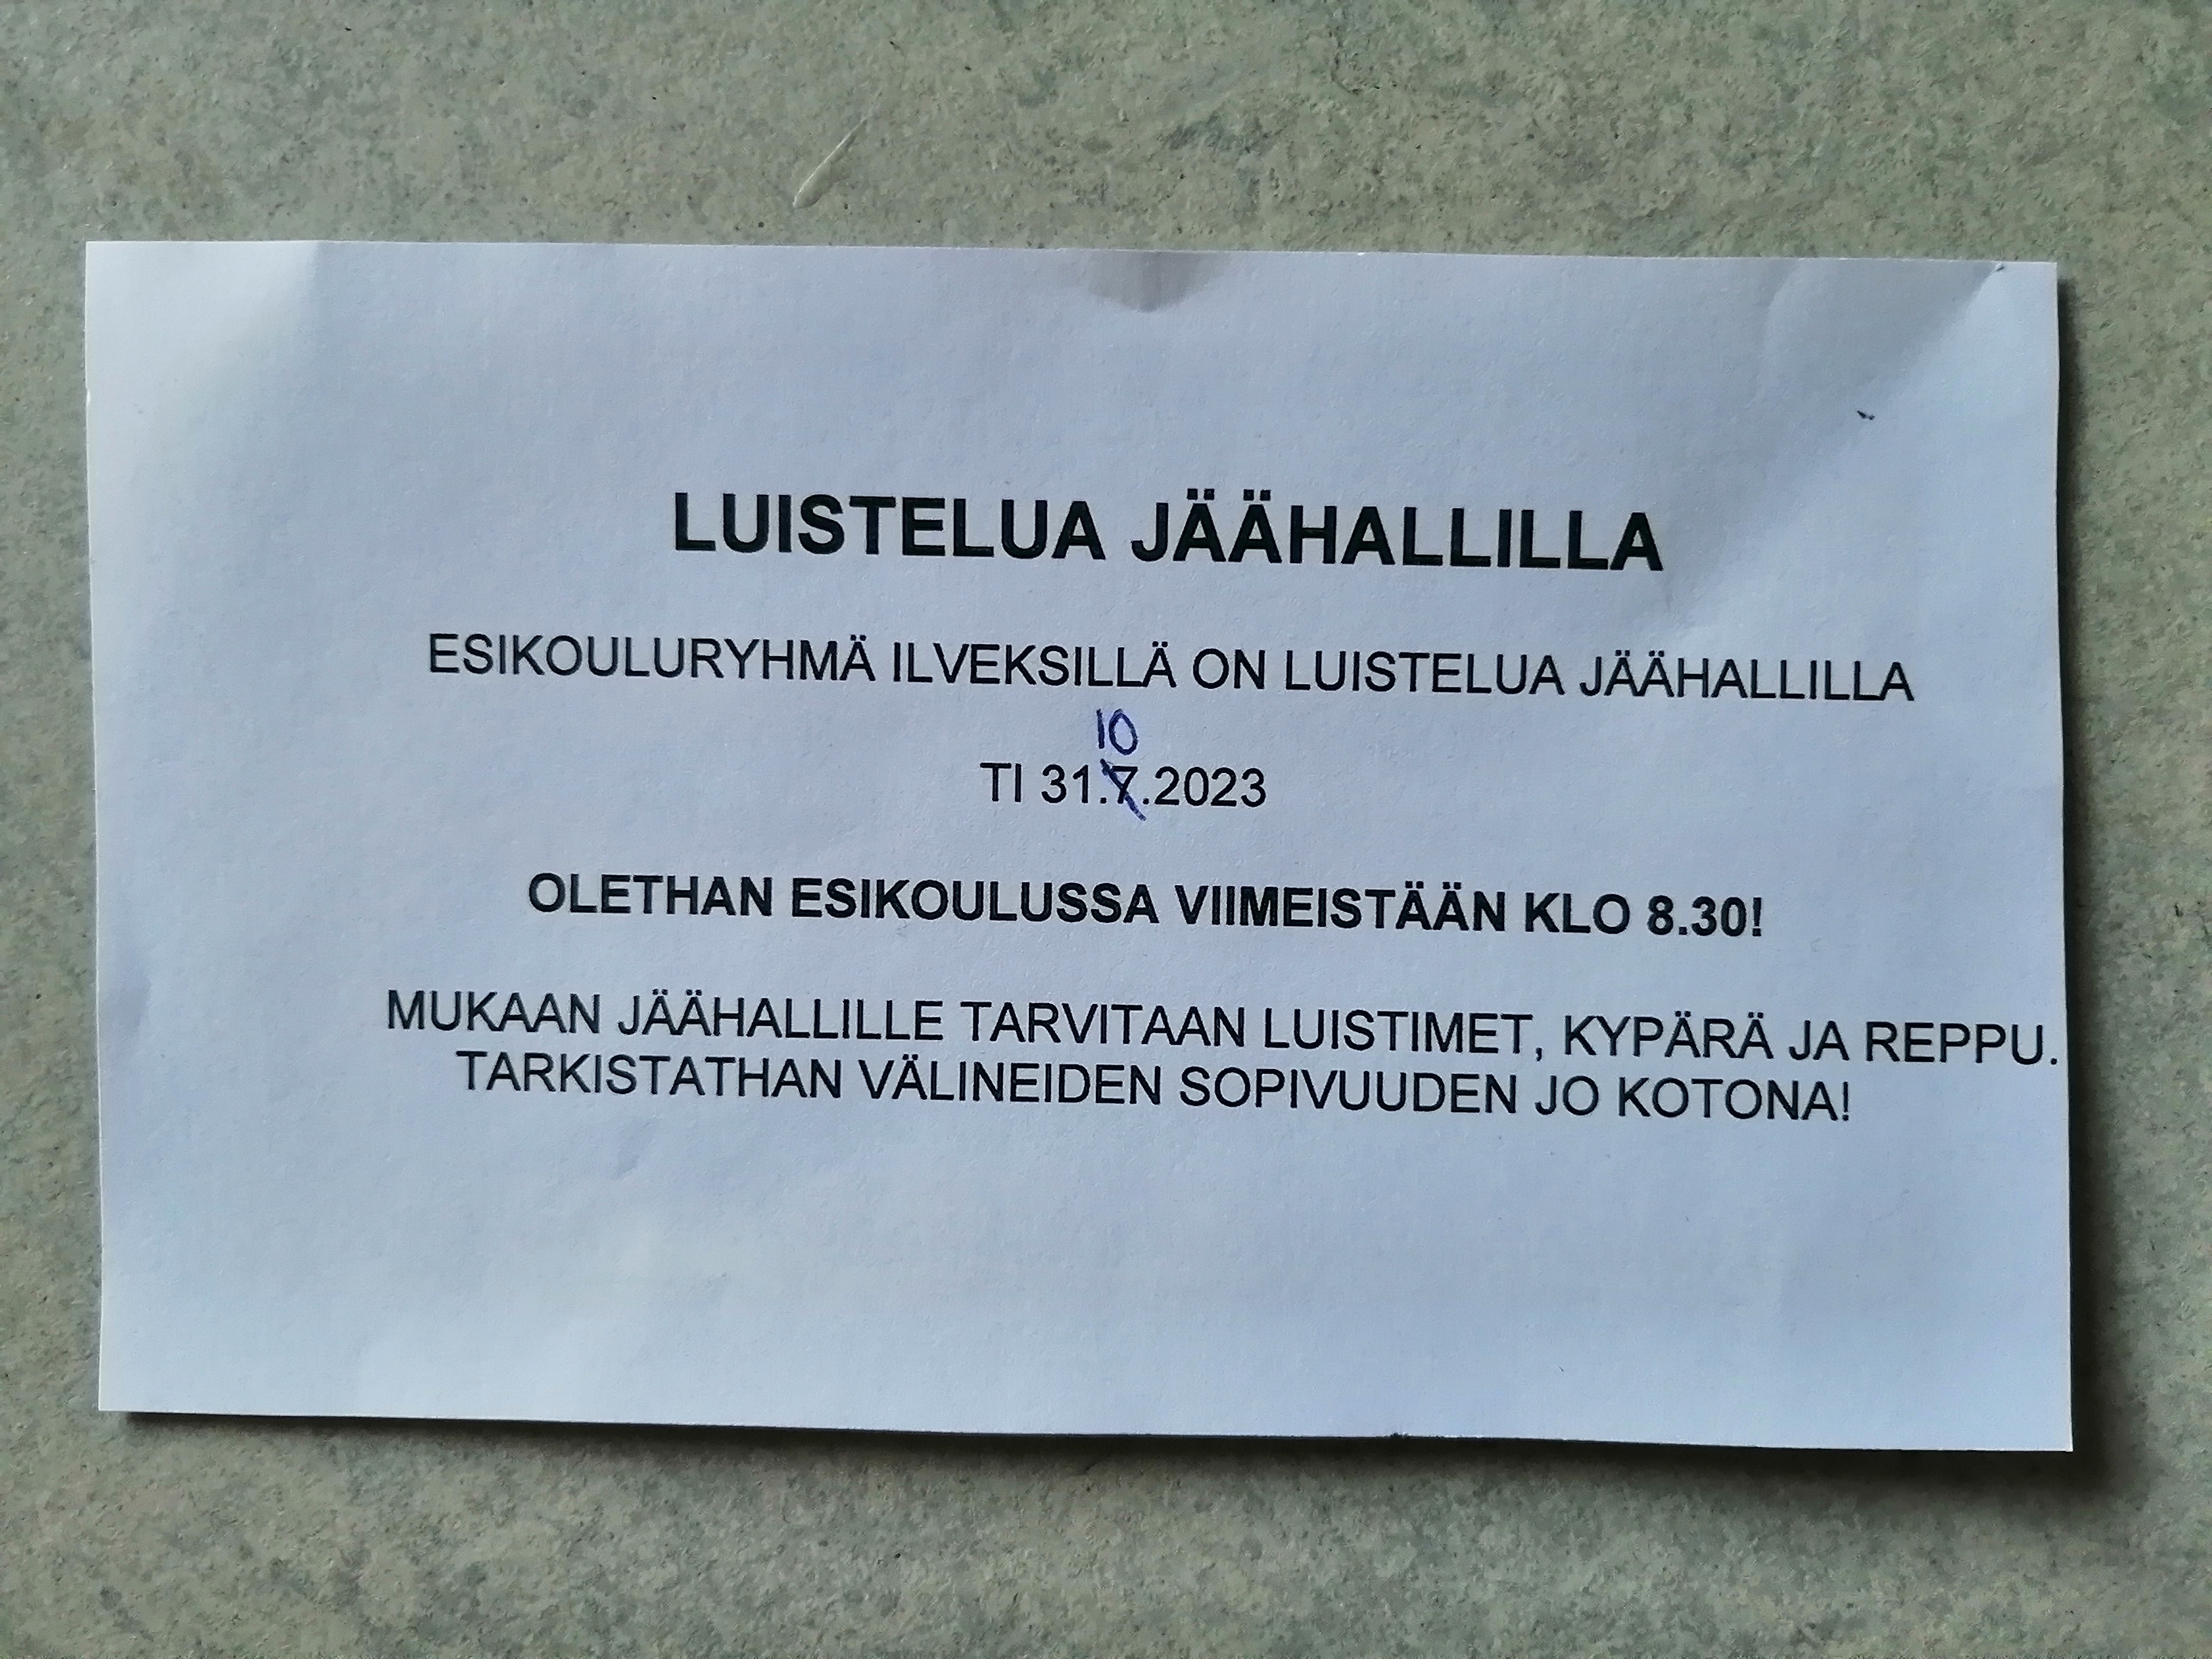 LUISTELUA JÄÄHALLILLA
ESIKOULURYHMÄ ILVEKSILLÄ ON LUISTELUA JÄÄHALLILLA
10
TI 31.7.2023
OLETHAN ESIKOULUSSA VIIMEISTÄÄN KLO 8.30!
MUKAAN JÄÄHALLILLE TARVITAAN LUISTIMET, KYPÄRÄ JA REPPU.
TARKISTATHAN VÄLINEIDEN SOPIVUUDEN JO KOTONA!